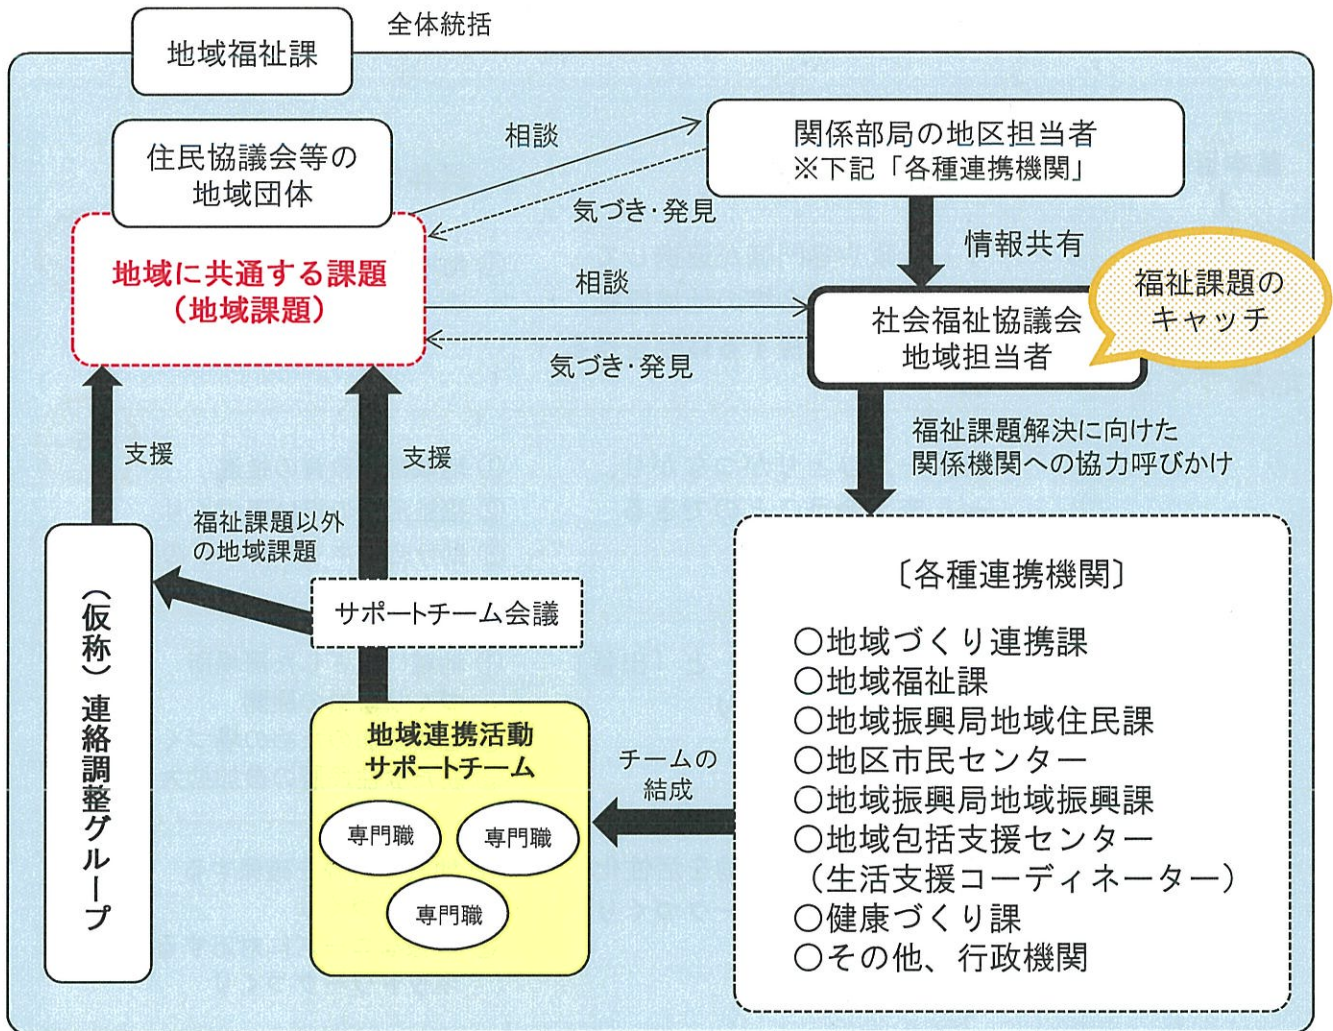 地域福祉課
全体統括
住民協議会等の
地域団体
相談
関係部局の地区担当者
※下記「各種連携機関」
気づき・発見
情報共有
地域に共通する課題
（地域課題）
相談
社会福祉協議会
地域担当者
福祉課題の
キャッチ
気づき・発見
支援
支援
福祉課題解決に向けた
関係機関への協力呼びかけ
福祉課題以外
の地域課題
（仮称）連絡調整グループ
サポートチーム会議
地域連携活動
サポートチーム
専門職
専門職
専門職
チームの
結成
〔各種連携機関〕
○地域づくり連携課
○地域福祉課
○地域振興局地域住民課
○地区市民センター
○地域振興局地域振興課
○地域包括支援センター
（生活支援コーディネーター）
○健康づくり課
○その他、行政機関